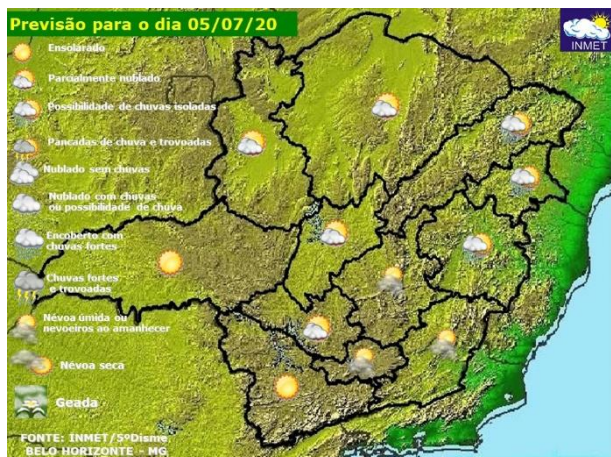 Previsão para o dia 05/07/20
INMET
Ensolarado
Parcialmente nublado
Possibilidade de chuvas isoladas
Pancadas de chuva e trovoadas
Nublado sem chuvas
Nublado com chuvas
ou possibilidade de chuva
Encoberto com
chuvas fortes
Chuvas fortes
e trovoadas
Névoa úmida ou
nevoeiros ao amanhecer
Névoa seca
Geada
FONTE: INMET/5ºDisme
BELO HORIZONTE - MG